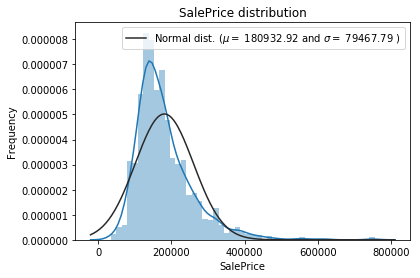 SalePrice distribution
Normal dist. (μ = 180932.92 and σ = 79467.79 )
0.000008
0.000007
0.000006
0.000005
0.000004
0.000003
0.000002
0.000001
0.000000
Frequency
0 200000 400000 600000 800000
SalePrice